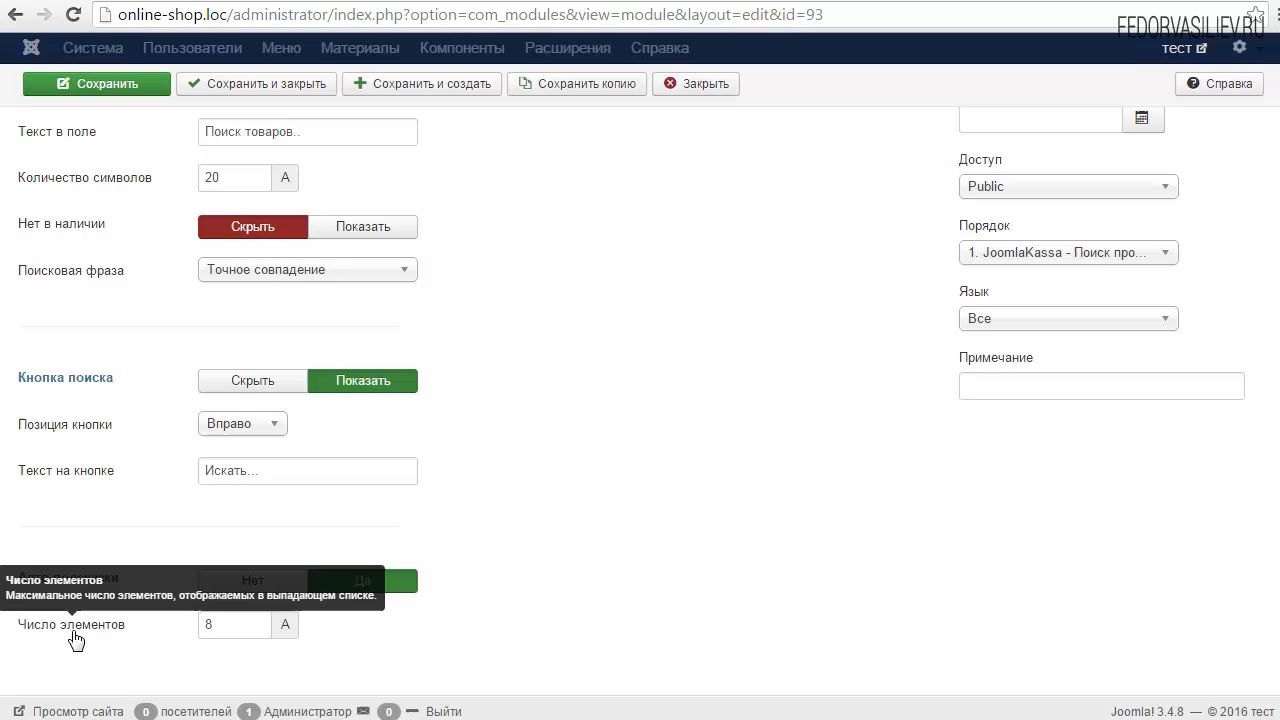 online-shop.loc/administrator/index.php?option=com_modules&view=module&layout=edit&id=93
FEDORVASILIEV.RU
Система Пользователи Меню Материалы Компоненты Расширения Справка тест
Сохранить Сохранить и закрыть Сохранить и создать Сохранить копию Закрыть Справка
Текст в поле Поиск товаров..
Количество символов 20 A
Нет в наличии Скрыть Показать
Поисковая фраза Точное совпадение
Кнопка поиска Скрыть Показать
Позиция кнопки Вправо
Текст на кнопке Искать...
Нет Да
Число элементов
Максимальное число элементов, отображаемых в выпадающем списке.
Число элементов 8 A
Доступ
Public
Порядок
1. JoomlaKassa - Поиск про...
Язык
Все
Примечание
Просмотр сайта 0 посетителей 1 Администратор 0 Выйти Joomla! 3.4.8 — © 2016 тест